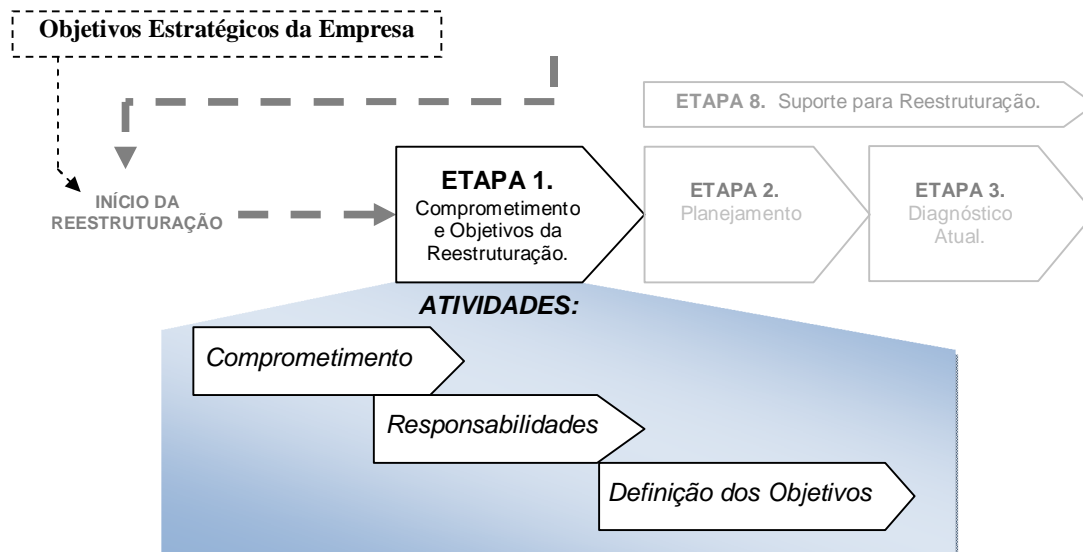 Objetivos Estratégicos da Empresa
ETAPA 8. Suporte para Reestruturação.
INÍCIO DA
REESTRUTURAÇÃO
ETAPA 1.
Comprometimento
e Objetivos da
Reestruturação.
ETAPA 2.
Planejamento
ETAPA 3.
Diagnóstico
Atual.
ATIVIDADES:
Comprometimento
Responsabilidades
Definição dos Objetivos